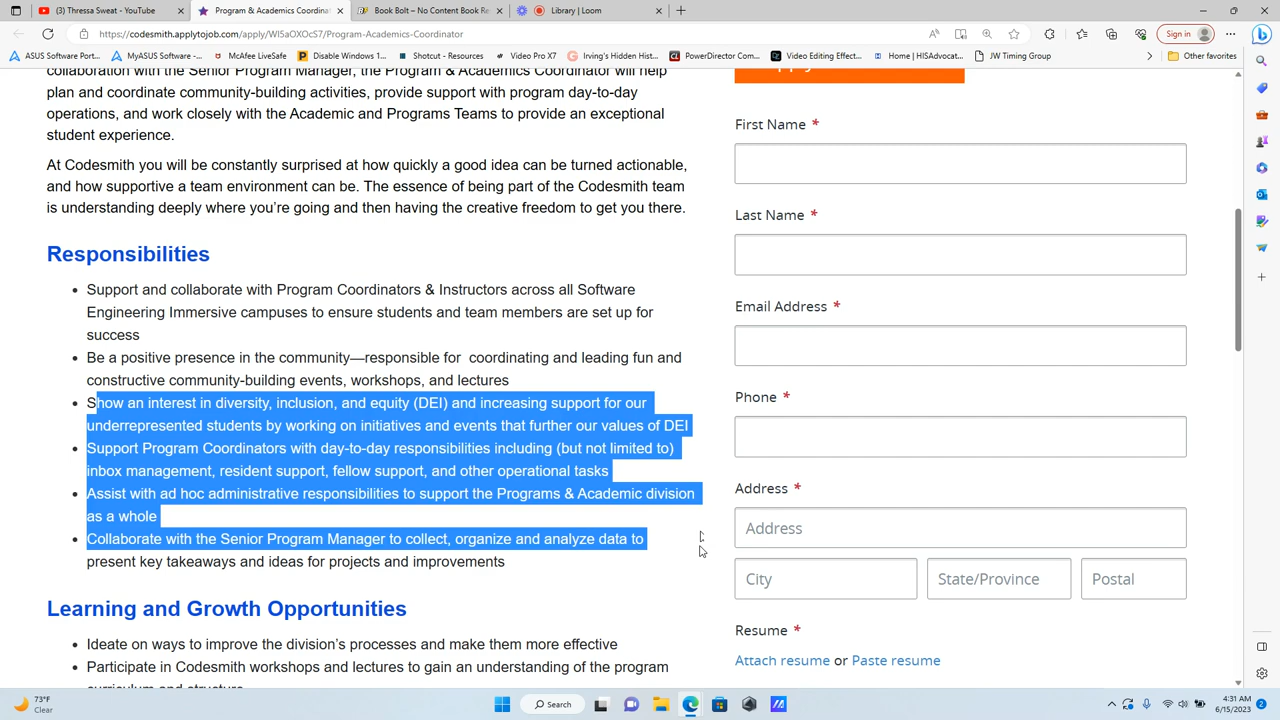 (3) Thressa Sweat - YouTube
Program & Academics Coordinat
Book Bolt – No Content Book Re
Library | Loom
https://codesmith.applytojob.com/apply/WI5aOXOcS7/Program-Academics-Coordinator
Sign in
ASUS Software Port...
MyASUS Software -...
McAfee LiveSafe
Disable Windows 1...
Shotcut - Resources
Video Pro X7
Irving's Hidden Hist...
PowerDirector Com...
Video Editing Effect...
Home | HISAdvocat...
JW Timing Group
Other favorites
collaboration with the Senior Program Manager, the Program & Academics Coordinator will help
plan and coordinate community-building activities, provide support with program day-to-day
operations, and work closely with the Academic and Programs Teams to provide an exceptional
student experience.
At Codesmith you will be constantly surprised at how quickly a good idea can be turned actionable,
and how supportive a team environment can be. The essence of being part of the Codesmith team
is understanding deeply where you're going and then having the creative freedom to get you there.
Responsibilities
• Support and collaborate with Program Coordinators & Instructors across all Software
Engineering Immersive campuses to ensure students and team members are set up for
success
• Be a positive presence in the community—responsible for  coordinating and leading fun and
constructive community-building events, workshops, and lectures
• Show an interest in diversity, inclusion, and equity (DEI) and increasing support for our
underrepresented students by working on initiatives and events that further our values of DEI
• Support Program Coordinators with day-to-day responsibilities including (but not limited to)
inbox management, resident support, fellow support, and other operational tasks
• Assist with ad hoc administrative responsibilities to support the Programs & Academic division
as a whole
• Collaborate with the Senior Program Manager to collect, organize and analyze data to
present key takeaways and ideas for projects and improvements
Learning and Growth Opportunities
• Ideate on ways to improve the division's processes and make them more effective
• Participate in Codesmith workshops and lectures to gain an understanding of the program
First Name *
Last Name *
Email Address *
Phone *
Address *
Address
City
State/Province
Postal
Resume *
Attach resume or Paste resume
73°F
Clear
Search
4:31 AM
6/15/2023
2